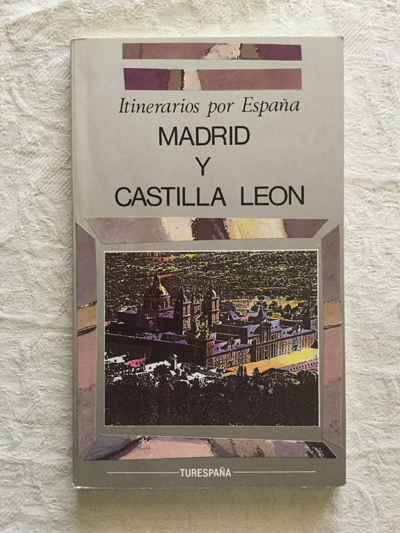 Itinerarios por España
MADRID
Y
CASTILLA LEON
TURESPAÑA